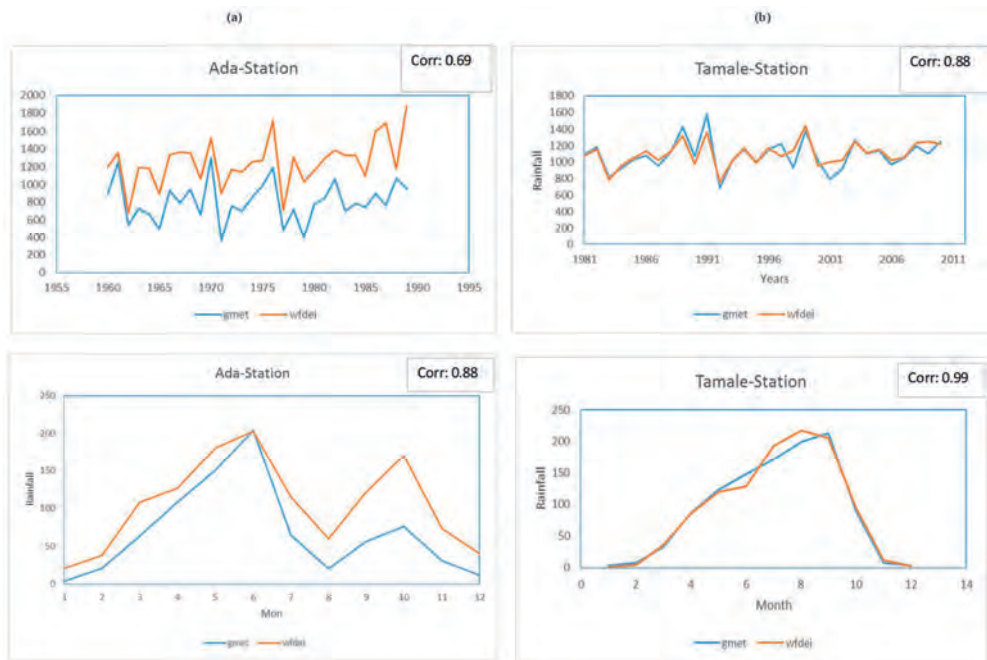 (a)
(b)
Ada-Station
Corr: 0.69
2000
1800
1600
1400
1200
1000
800
600
400
200
0
1955 1960 1965 1970 1975 1980 1985 1990 1995
gmet wfdei
Tamale-Station
Corr: 0.88
Rainfall
1800
1600
1400
1200
1000
800
600
400
200
0
1981 1986 1991 1996 2001 2006 2011
Years
gmet wfdei
Ada-Station
Corr: 0.88
Rainfall
250
200
150
100
50
0
1 2 3 4 5 6 7 8 9 10 11 12
Mon
gmet wfdei
Tamale-Station
Corr: 0.99
Rainfall
250
200
150
100
50
0
0 2 4 6 8 10 12 14
Month
gmet wfdei